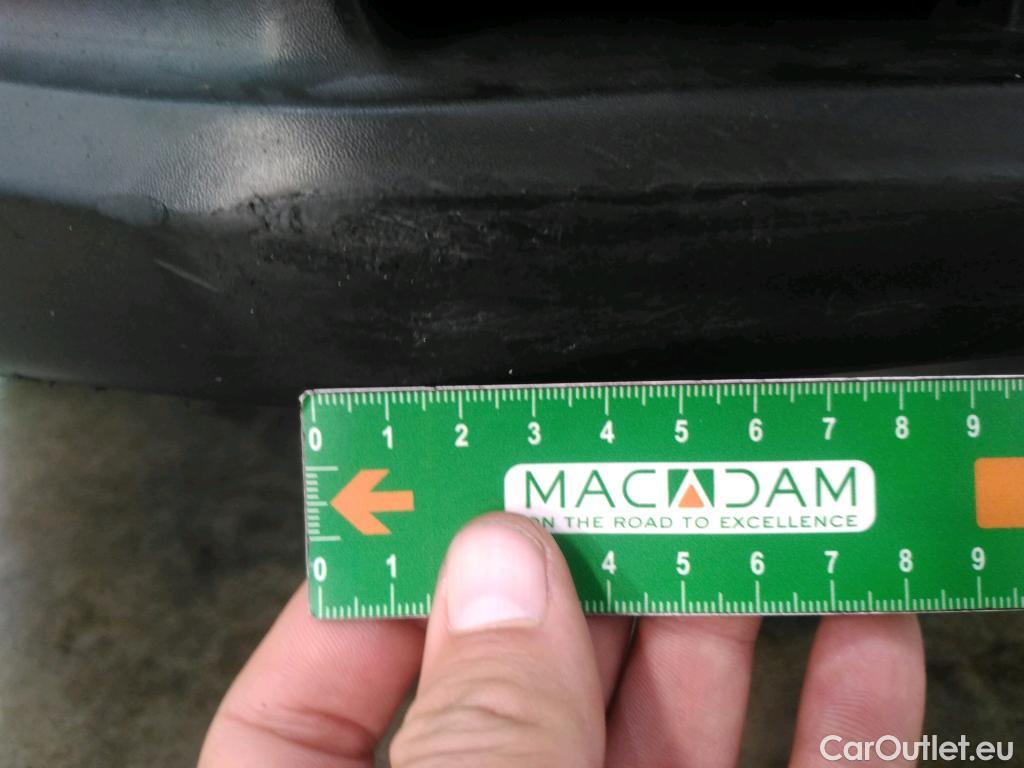 0 1 2 3 4 5 6 7 8 9
MACADAM
ON THE ROAD TO EXCELLENCE
0 1 4 5 6 7 8 9
CarOutlet.eu